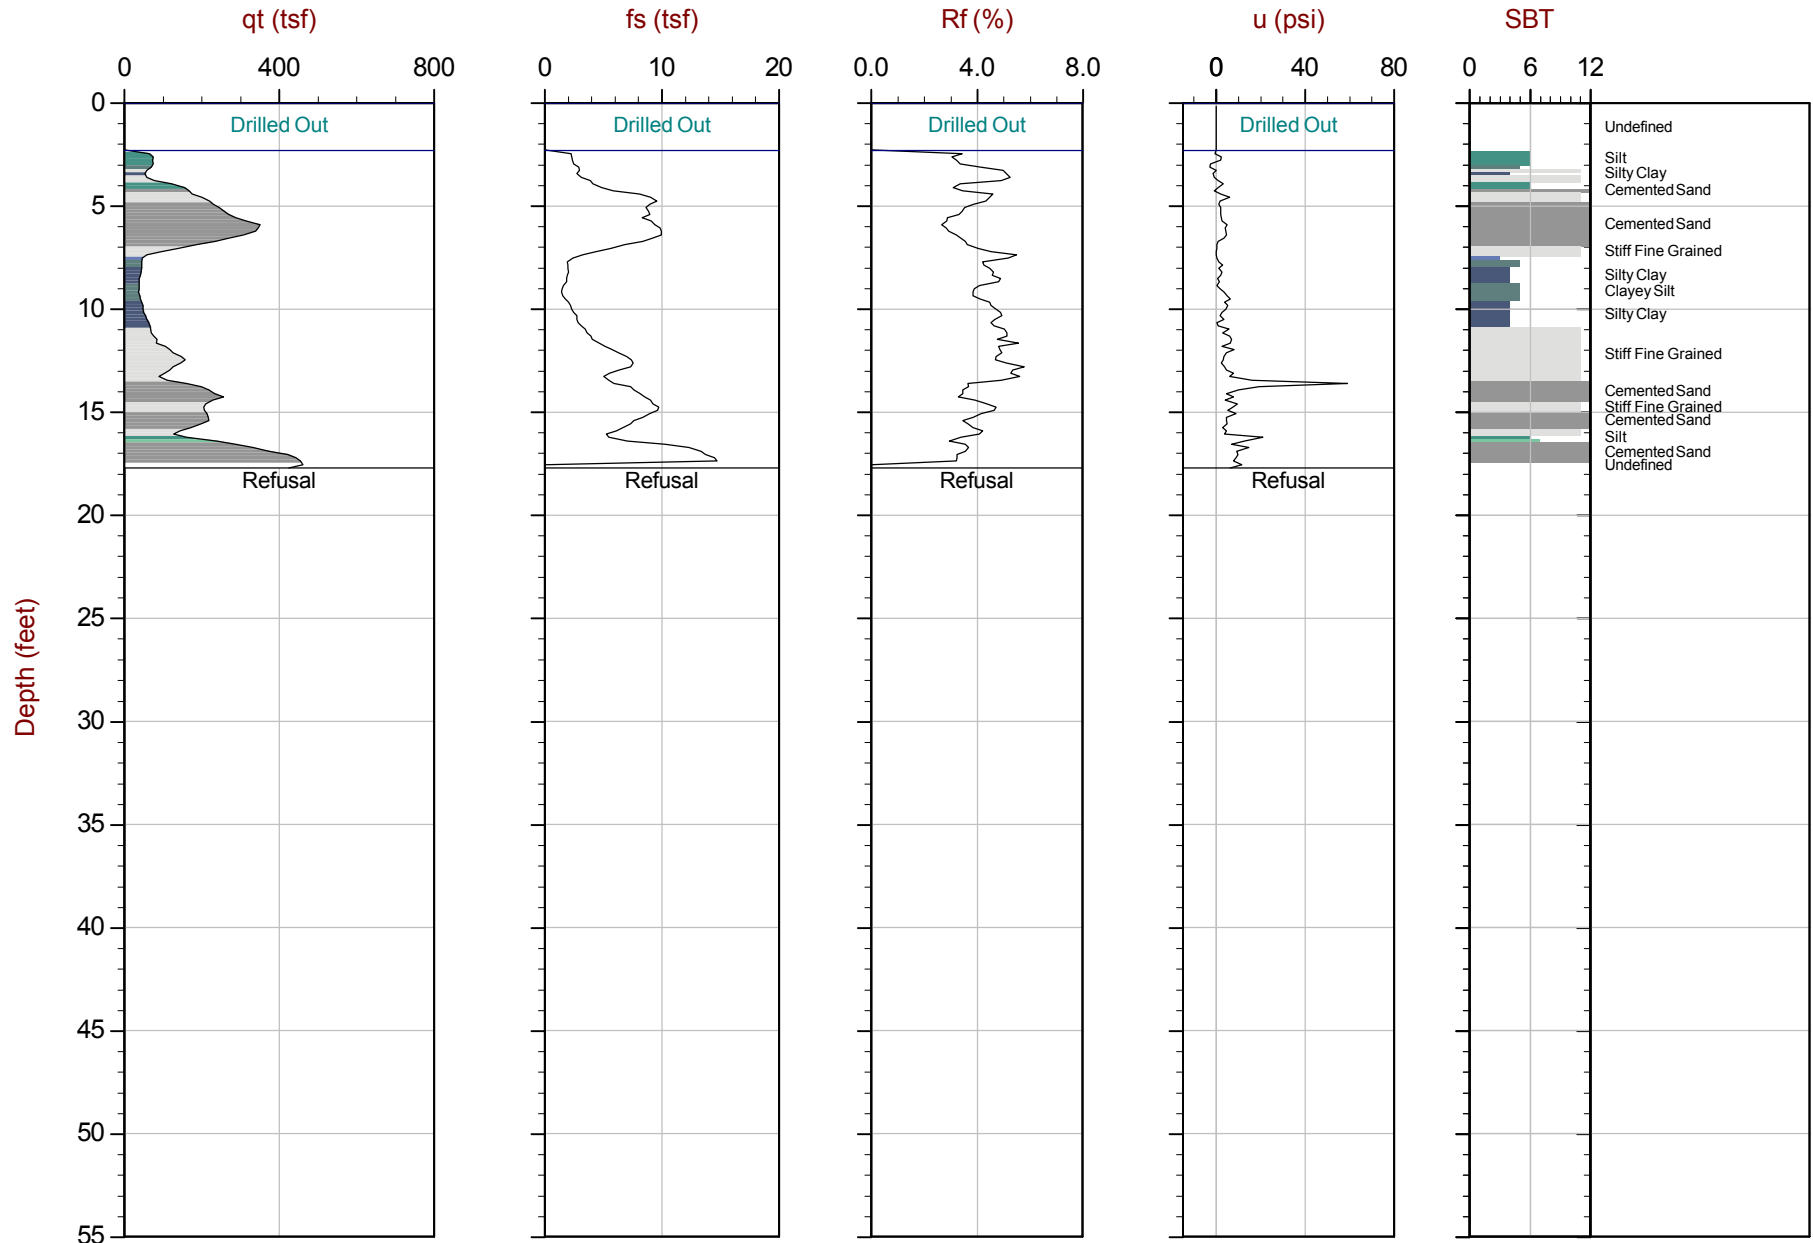 qt (tsf) fs (tsf) Rf (%) u (psi) SBT
0 400 800 0 10 20 0.0 4.0 8.0 0 40 80 0 6 12
0
Drilled Out Drilled Out Drilled Out Drilled Out
Undefined
Silt
Silty Clay
Cemented Sand
5
Cemented Sand
Stiff Fine Grained
Silty Clay
Clayey Silt
10
Silty Clay
Stiff Fine Grained
Cemented Sand
Stiff Fine Grained
15
Cemented Sand
Silt
Cemented Sand
Undefined
Refusal Refusal Refusal Refusal
20
25
Depth (feet)
30
35
40
45
50
55